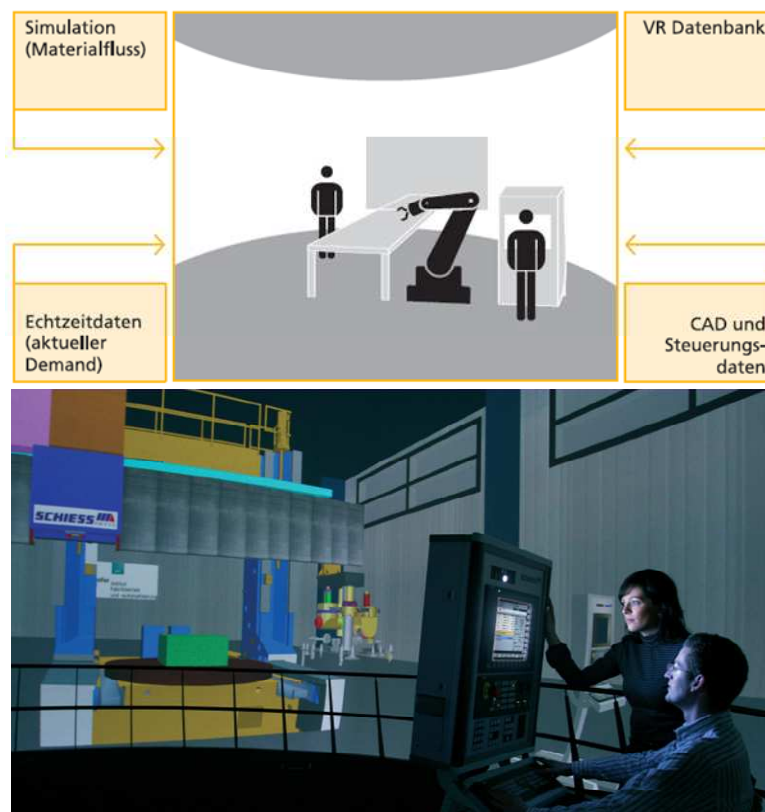 Simulation
(Materialfluss)
VR Datenbank
Echtzeitdaten
(aktueller
Demand)
CAD und
Steuerungs-
daten
SCHIESS